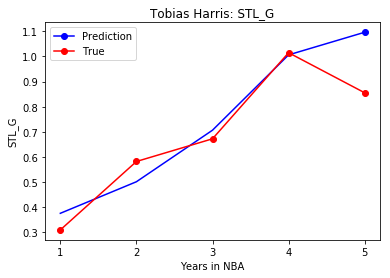 Tobias Harris: STL_G
Prediction
True
STL_G
1.1
1.0
0.9
0.8
0.7
0.6
0.5
0.4
0.3
1 2 3 4 5
Years in NBA